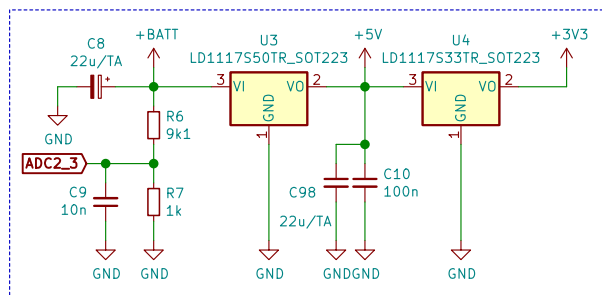 +BATT
U3
+5V
U4
+3V3
C8
22u/TA
LD1117S50TR_SOT223
LD1117S33TR_SOT223
3 VI VO 2
GND
1
3 VI VO 2
GND
1
GND
R6
9k1
ADC2_3
C9
10n
R7
1k
C98
22u/TA
C10
100n
GND
GND
GND
GND
GND
GND